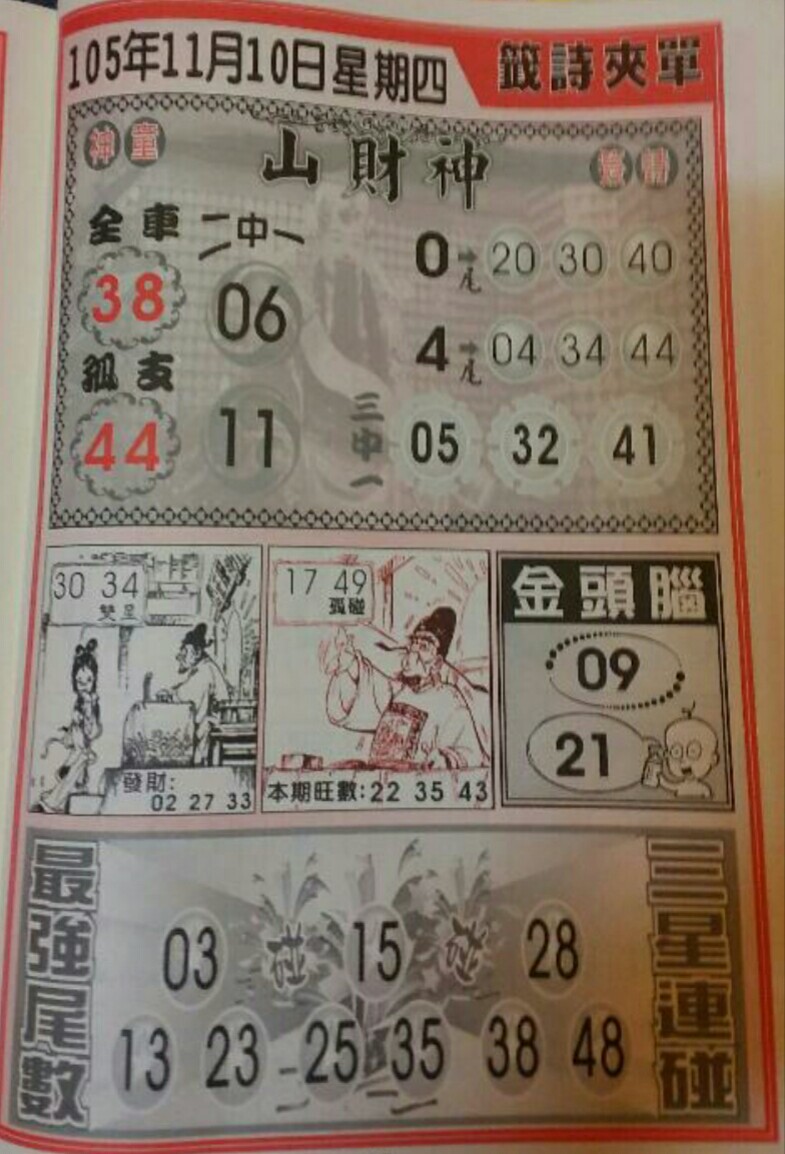 105年11月10日星期四 籤詩夾單
神童
山財神
全車 二中一
38 06
孤支
44 11
0→尾 20 30 40
4→尾 04 34 44
三中一 05 32 41
30 34
雙星
發財:
02 27 33
17 49
孤碰
本期旺數:22 35 43
金頭腦
09
21
最強尾數
03 碰 15 碰 28
13 23 25 35 38 48
三星連碰